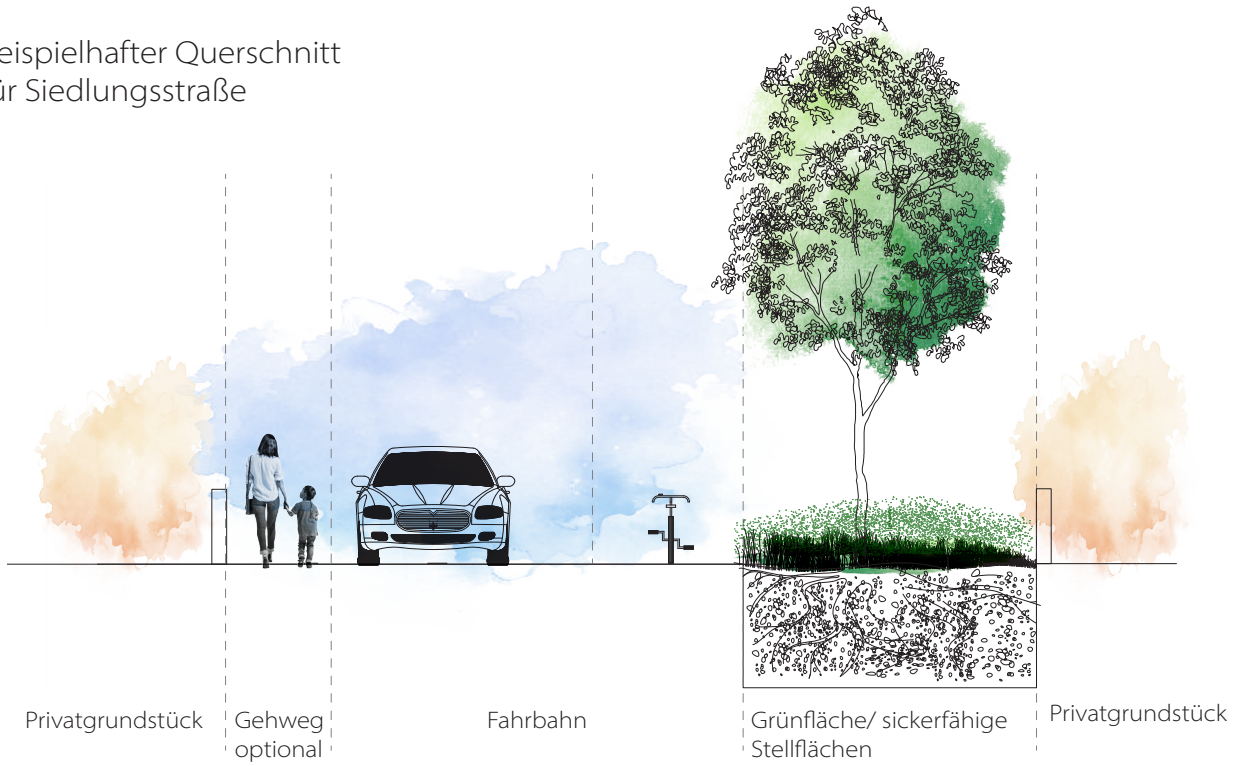 eispielhafter Querschnitt
ür Siedlungsstraße
Privatgrundstück
Gehweg
optional
Fahrbahn
Grünfläche/ sickerfähige
Stellflächen
Privatgrundstück